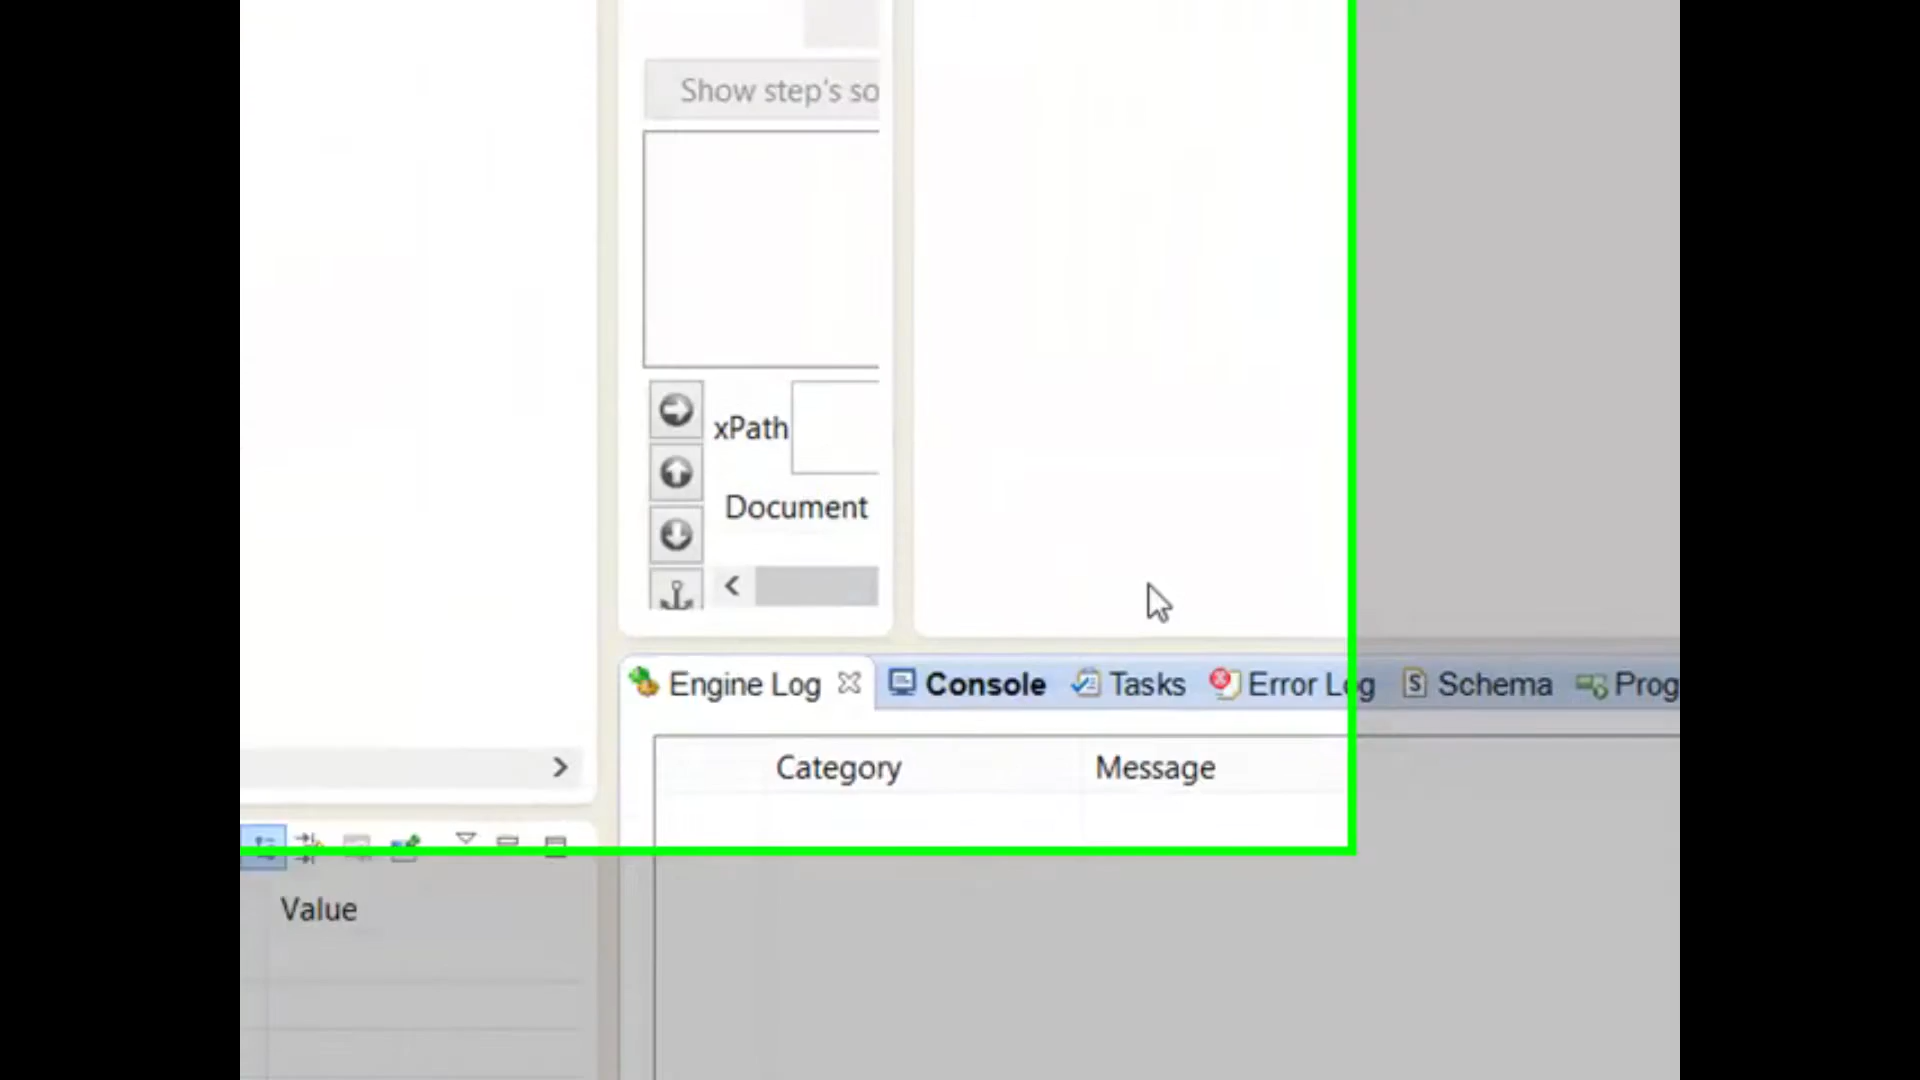 Show step's so
xPath
Document
Engine Log Console Tasks Error Log Schema Prog
Category Message
Value